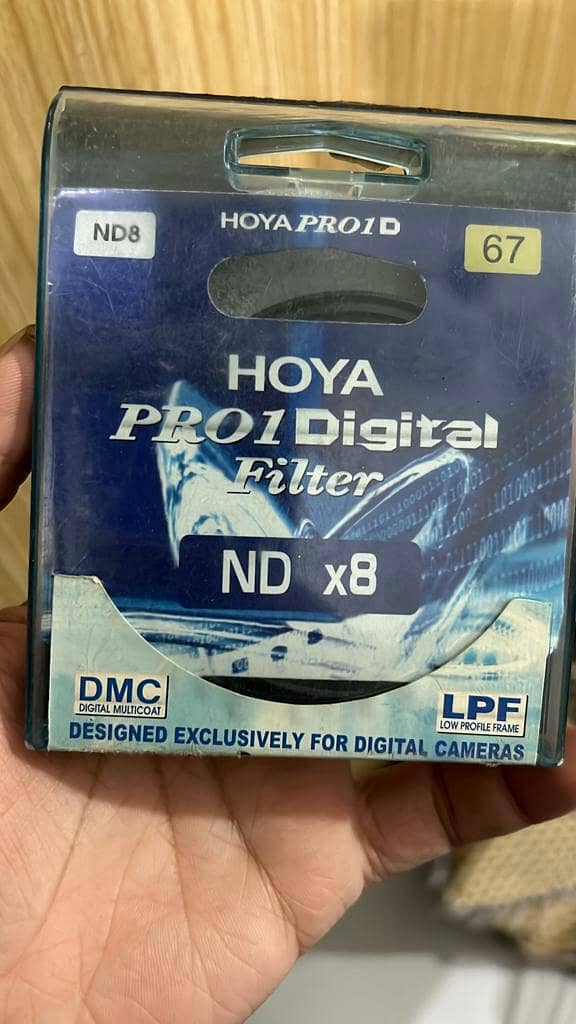 HOYA PRO1D
ND8
67
HOYA
PRO1 Digital
Filter
ND x8
DMC
DIGITAL MULTICOAT
LPF
LOW PROFILE FRAME
DESIGNED EXCLUSIVELY FOR DIGITAL CAMERAS